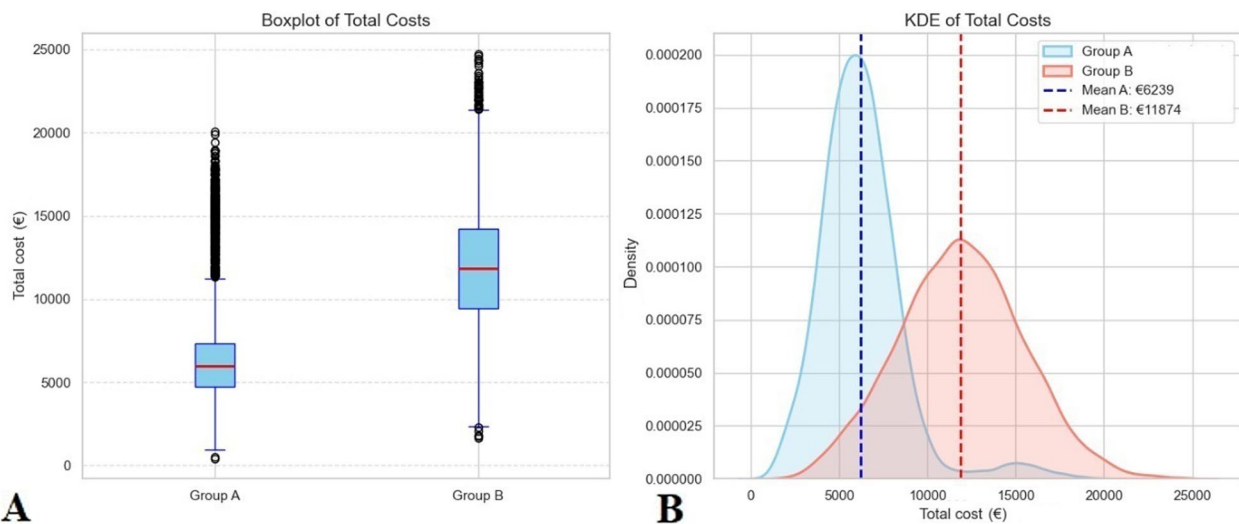 Boxplot of Total Costs
25000
20000
15000
10000
5000
0
Total cost (€)
Group A
Group B
A
KDE of Total Costs
0.000200
0.000175
0.000150
0.000125
0.000100
0.000075
0.000050
0.000025
0.000000
Density
Group A
Group B
Mean A: €6239
Mean B: €11874
0
5000
10000
15000
20000
25000
Total cost (€)
B